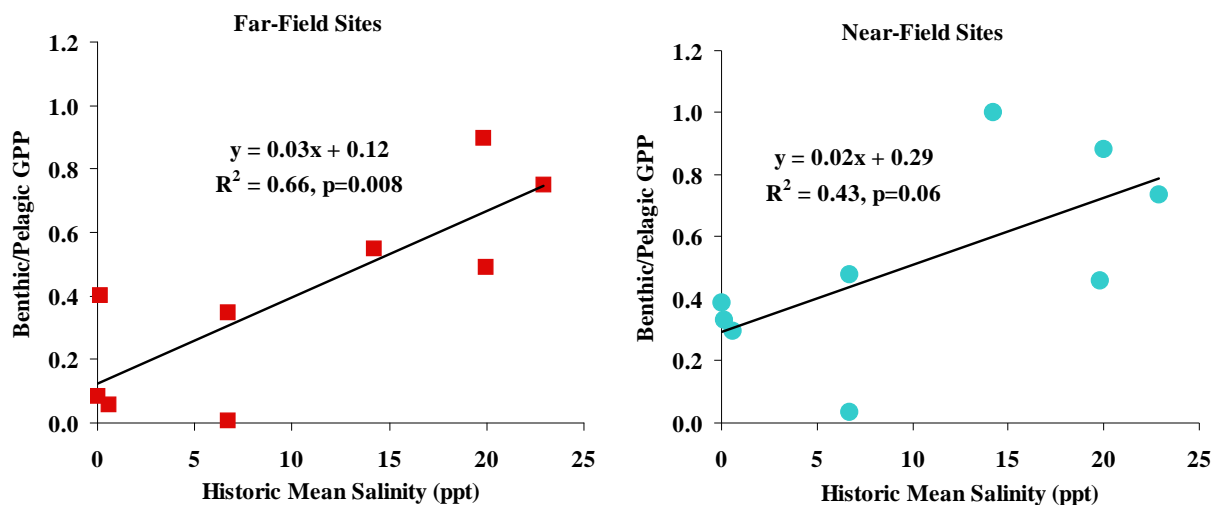 Far-Field Sites
1.2
1.0
0.8
0.6
0.4
0.2
0.0
Benthic/Pelagic GPP
y = 0.03x + 0.12
R² = 0.66, p=0.008
0 5 10 15 20 25
Historic Mean Salinity (ppt)
Near-Field Sites
1.2
1.0
0.8
0.6
0.4
0.2
0.0
Benthic/Pelagic GPP
y = 0.02x + 0.29
R² = 0.43, p=0.06
0 5 10 15 20 25
Historic Mean Salinity (ppt)